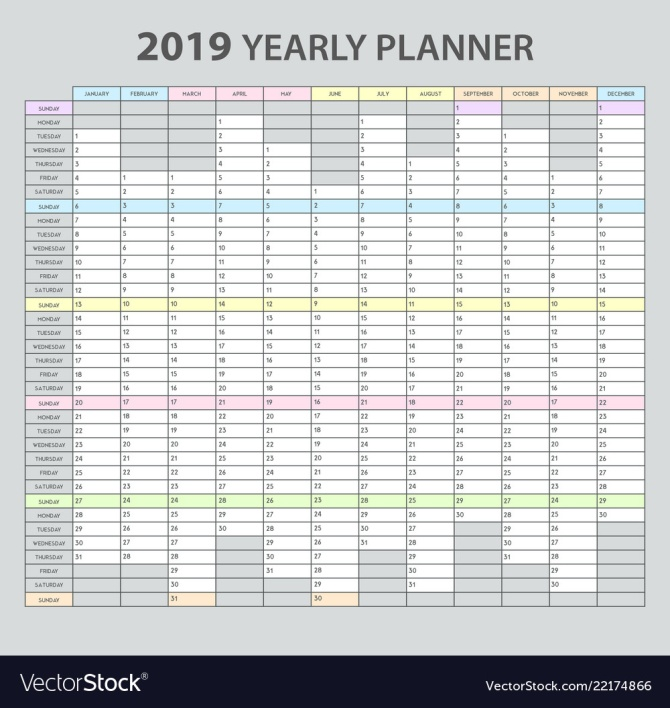 2019 YEARLY PLANNER
JANUARY FEBRUARY MARCH APRIL MAY JUNE JULY AUGUST SEPTEMBER OCTOBER NOVEMBER DECEMBER
SUNDAY 1 1
MONDAY 1 1 2 2
TUESDAY 1 2 2 3 1 3
WEDNESDAY 2 3 1 3 4 2 4
THURSDAY 3 4 2 4 1 5 3 5
FRIDAY 4 1 1 5 3 5 2 6 4 1 6
SATURDAY 5 2 2 6 4 1 6 3 7 5 2 7
SUNDAY 6 3 3 7 5 2 7 4 8 6 3 8
MONDAY 7 4 4 8 6 3 8 5 9 7 4 9
TUESDAY 8 5 5 9 7 4 9 6 10 8 5 10
WEDNESDAY 9 6 6 10 8 5 10 7 11 9 6 11
THURSDAY 10 7 7 11 9 6 11 8 12 10 7 12
FRIDAY 11 8 8 12 10 7 12 9 13 11 8 13
SATURDAY 12 9 9 13 11 8 13 10 14 12 9 14
SUNDAY 13 10 10 14 12 9 14 11 15 13 10 15
MONDAY 14 11 11 15 13 10 15 12 16 14 11 16
TUESDAY 15 12 12 16 14 11 16 13 17 15 12 17
WEDNESDAY 16 13 13 17 15 12 17 14 18 16 13 18
THURSDAY 17 14 14 18 16 13 18 15 19 17 14 19
FRIDAY 18 15 15 19 17 14 19 16 20 18 15 20
SATURDAY 19 16 16 20 18 15 20 17 21 19 16 21
SUNDAY 20 17 17 21 19 16 21 18 22 20 17 22
MONDAY 21 18 18 22 20 17 22 19 23 21 18 23
TUESDAY 22 19 19 23 21 18 23 20 24 22 19 24
WEDNESDAY 23 20 20 24 22 19 24 21 25 23 20 25
THURSDAY 24 21 21 25 23 20 25 22 26 24 21 26
FRIDAY 25 22 22 26 24 21 26 23 27 25 22 27
SATURDAY 26 23 23 27 25 22 27 24 28 26 23 28
SUNDAY 27 24 24 28 26 23 28 25 29 27 24 29
MONDAY 28 25 25 29 27 24 29 26 30 28 25 30
TUESDAY 29 26 26 30 28 25 30 27 29 26
WEDNESDAY 30 27 27 29 26 31 28 30 27
THURSDAY 31 28 28 30 27 29 31 28
FRIDAY 29 31 28 30 29
SATURDAY 30 29 31 30
SUNDAY 31 30
VectorStock®
VectorStock.com/22174866